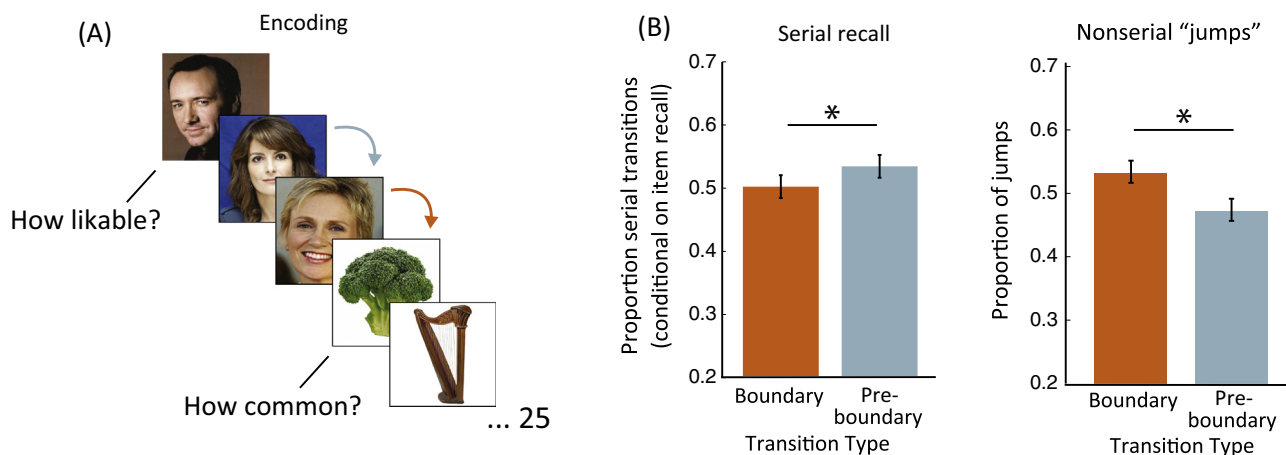 (A)
Encoding
How likable?
How common?
... 25
(B)
Serial recall
Proportion serial transitions
(conditional on item recall)
0.7
0.6
0.5
0.4
0.3
0.2
*
Boundary
Pre-
boundary
Transition Type
Nonserial “jumps”
Proportion of jumps
0.7
0.6
0.5
0.4
0.3
0.2
*
Boundary
Pre-
boundary
Transition Type